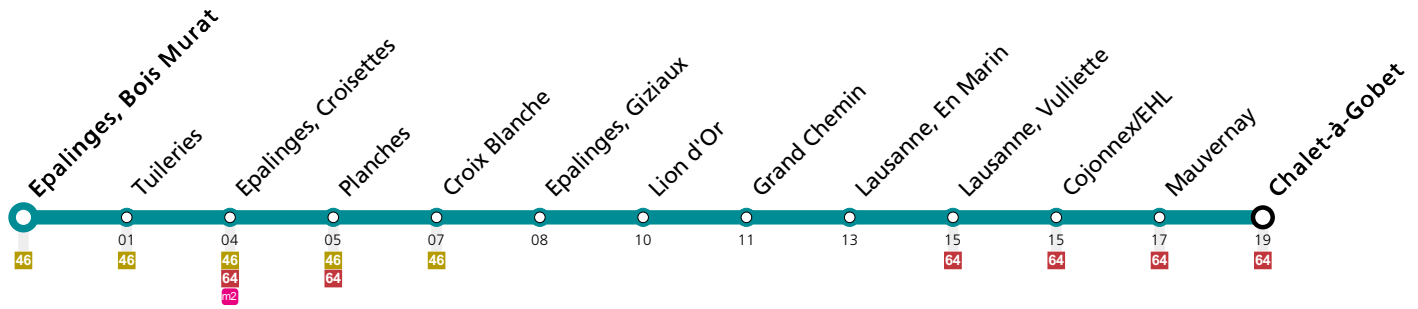 Epalinges, Bois Murat
Tuileries
Epalinges, Croisettes
Planches
Croix Blanche
Epalinges, Giziaux
Lion d'Or
Grand Chemin
Lausanne, En Marin
Lausanne, Vulliette
Cojonnex/EHL
Mauvernay
Chalet-à-Gobet
01 04 05 07 08 10 11 13 15 15 17 19
46 46 46 46 46 64 64 64 64
64 64
m2